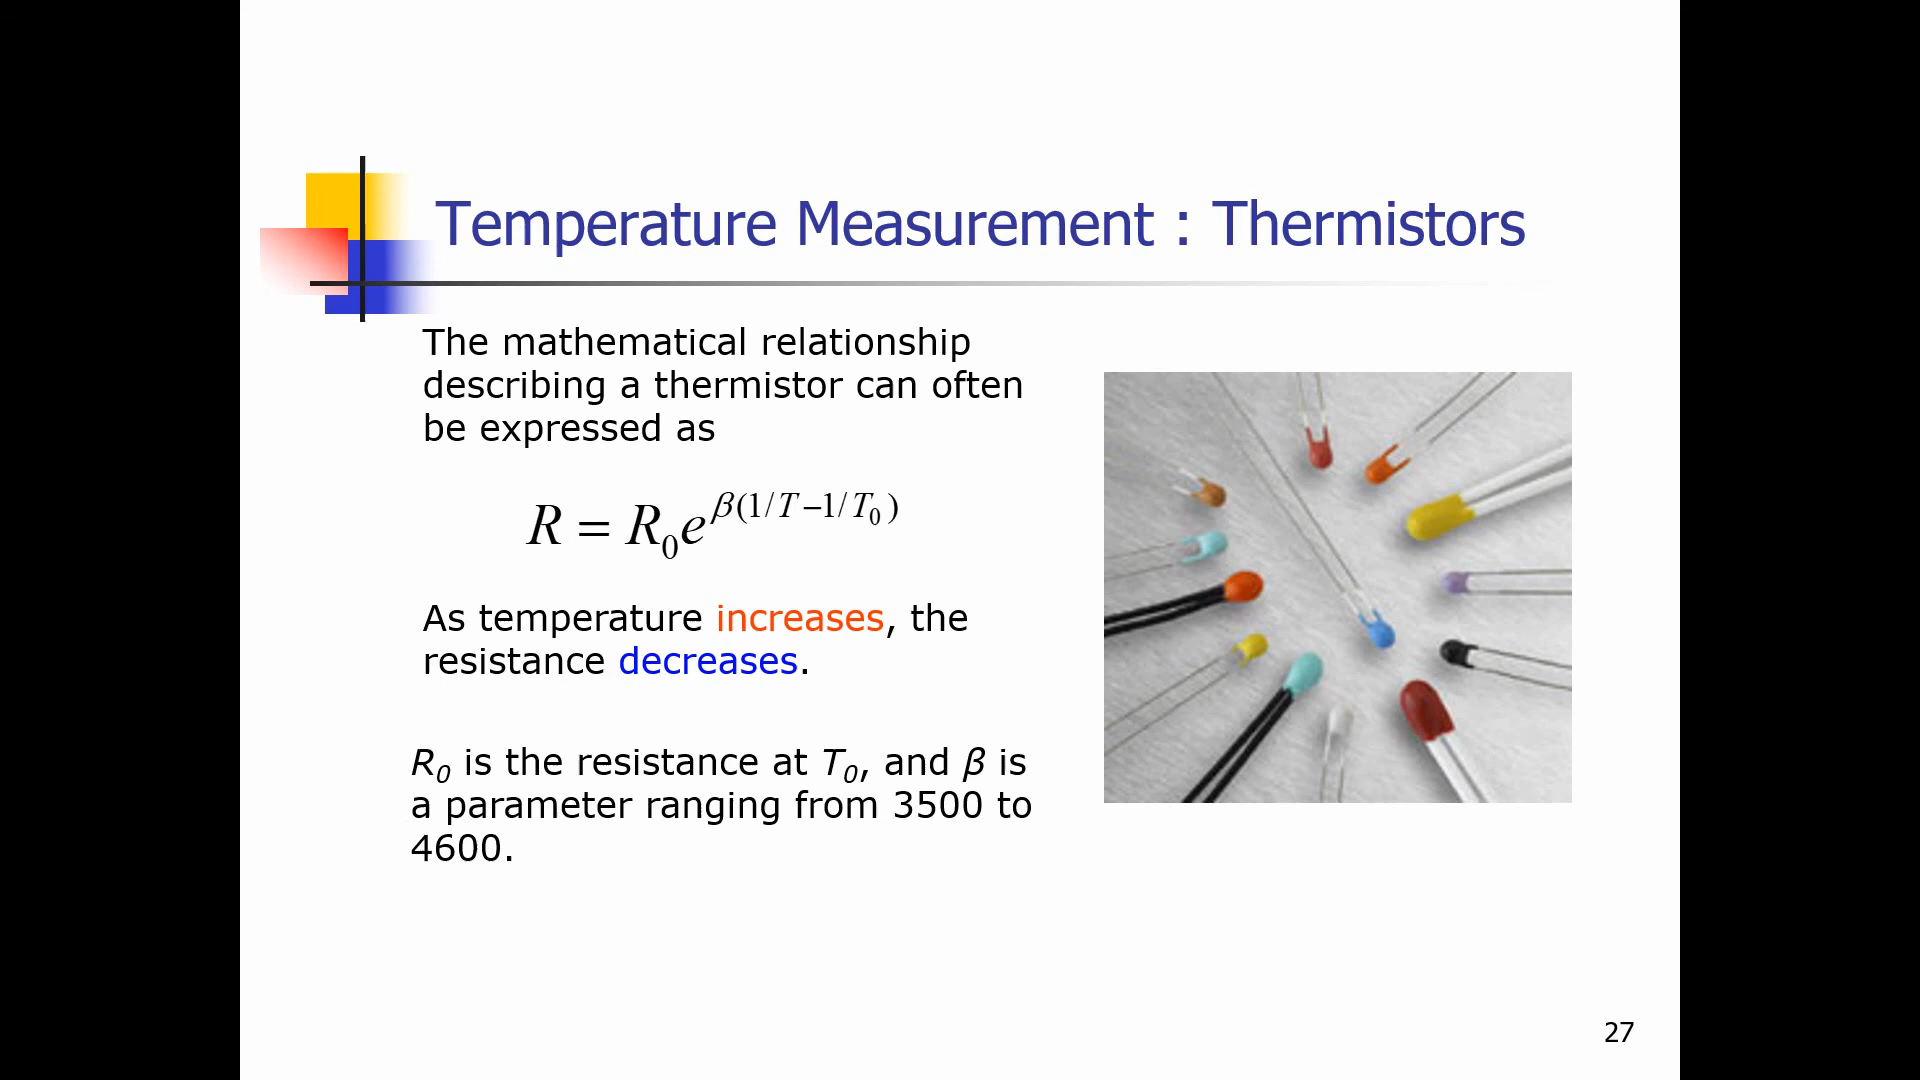 Temperature Measurement : Thermistors
The mathematical relationship
describing a thermistor can often
be expressed as
R = R₀e^β(1/T−1/T₀)
As temperature increases, the
resistance decreases.
R₀ is the resistance at T₀, and β is
a parameter ranging from 3500 to
4600.
27